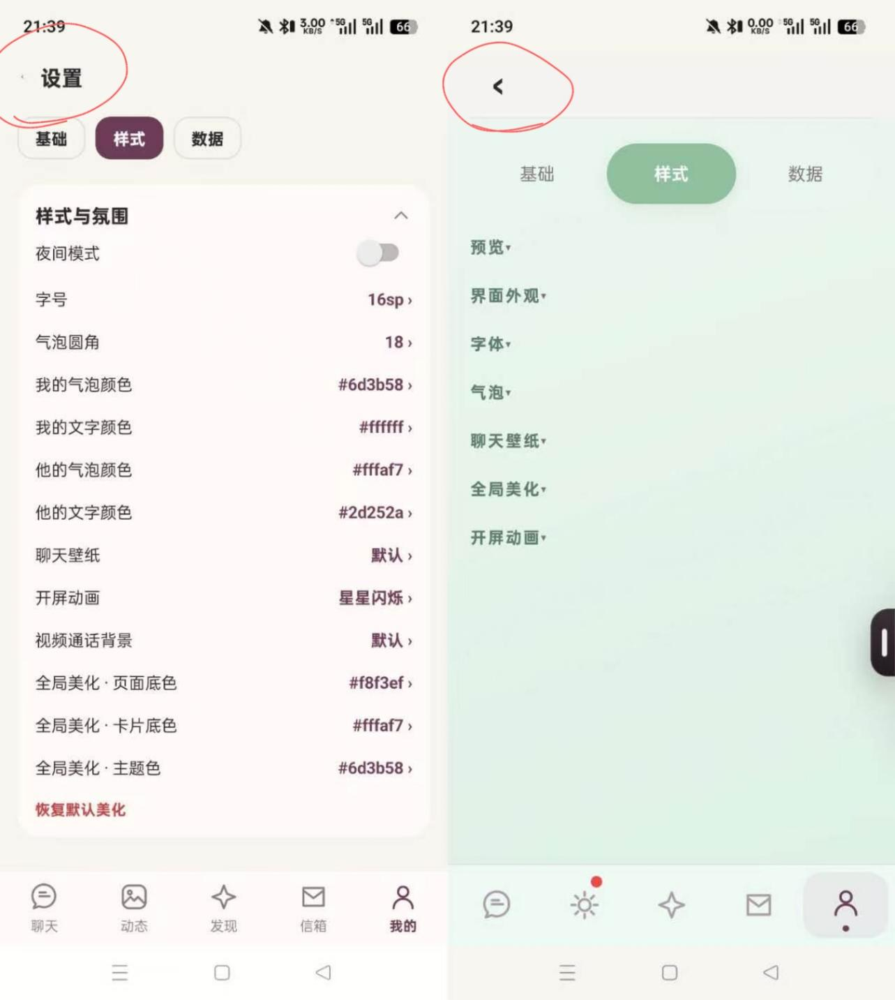 21:39
3.00 KB/S 5G 5G 66
设置
基础 样式 数据
样式与氛围
夜间模式
字号 16sp ›
气泡圆角 18 ›
我的气泡颜色 #6d3b58 ›
我的文字颜色 #ffffff ›
他的气泡颜色 #fffaf7 ›
他的文字颜色 #2d252a ›
聊天壁纸 默认 ›
开屏动画 星星闪烁 ›
视频通话背景 默认 ›
全局美化 · 页面底色 #f8f3ef ›
全局美化 · 卡片底色 #fffaf7 ›
全局美化 · 主题色 #6d3b58 ›
恢复默认美化
聊天 动态 发现 信箱 我的
21:39
0.00 KB/S 5G 5G 66
基础 样式 数据
预览▾
界面外观▾
字体▾
气泡▾
聊天壁纸▾
全局美化▾
开屏动画▾